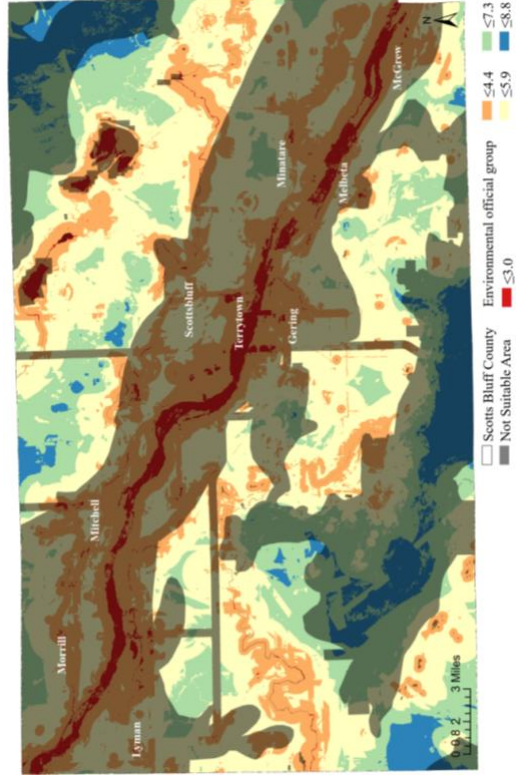 Morrill
Mitchell
Lyman
Scottsbluff
Terrytown
Gering
Minatare
Melbeta
McGrew
N
0 0.8 2 3 Miles
Scotts Bluff County
Not Suitable Area
Environmental official group
≤3.0
≤4.4
≤5.9
≤7.3
≤8.8